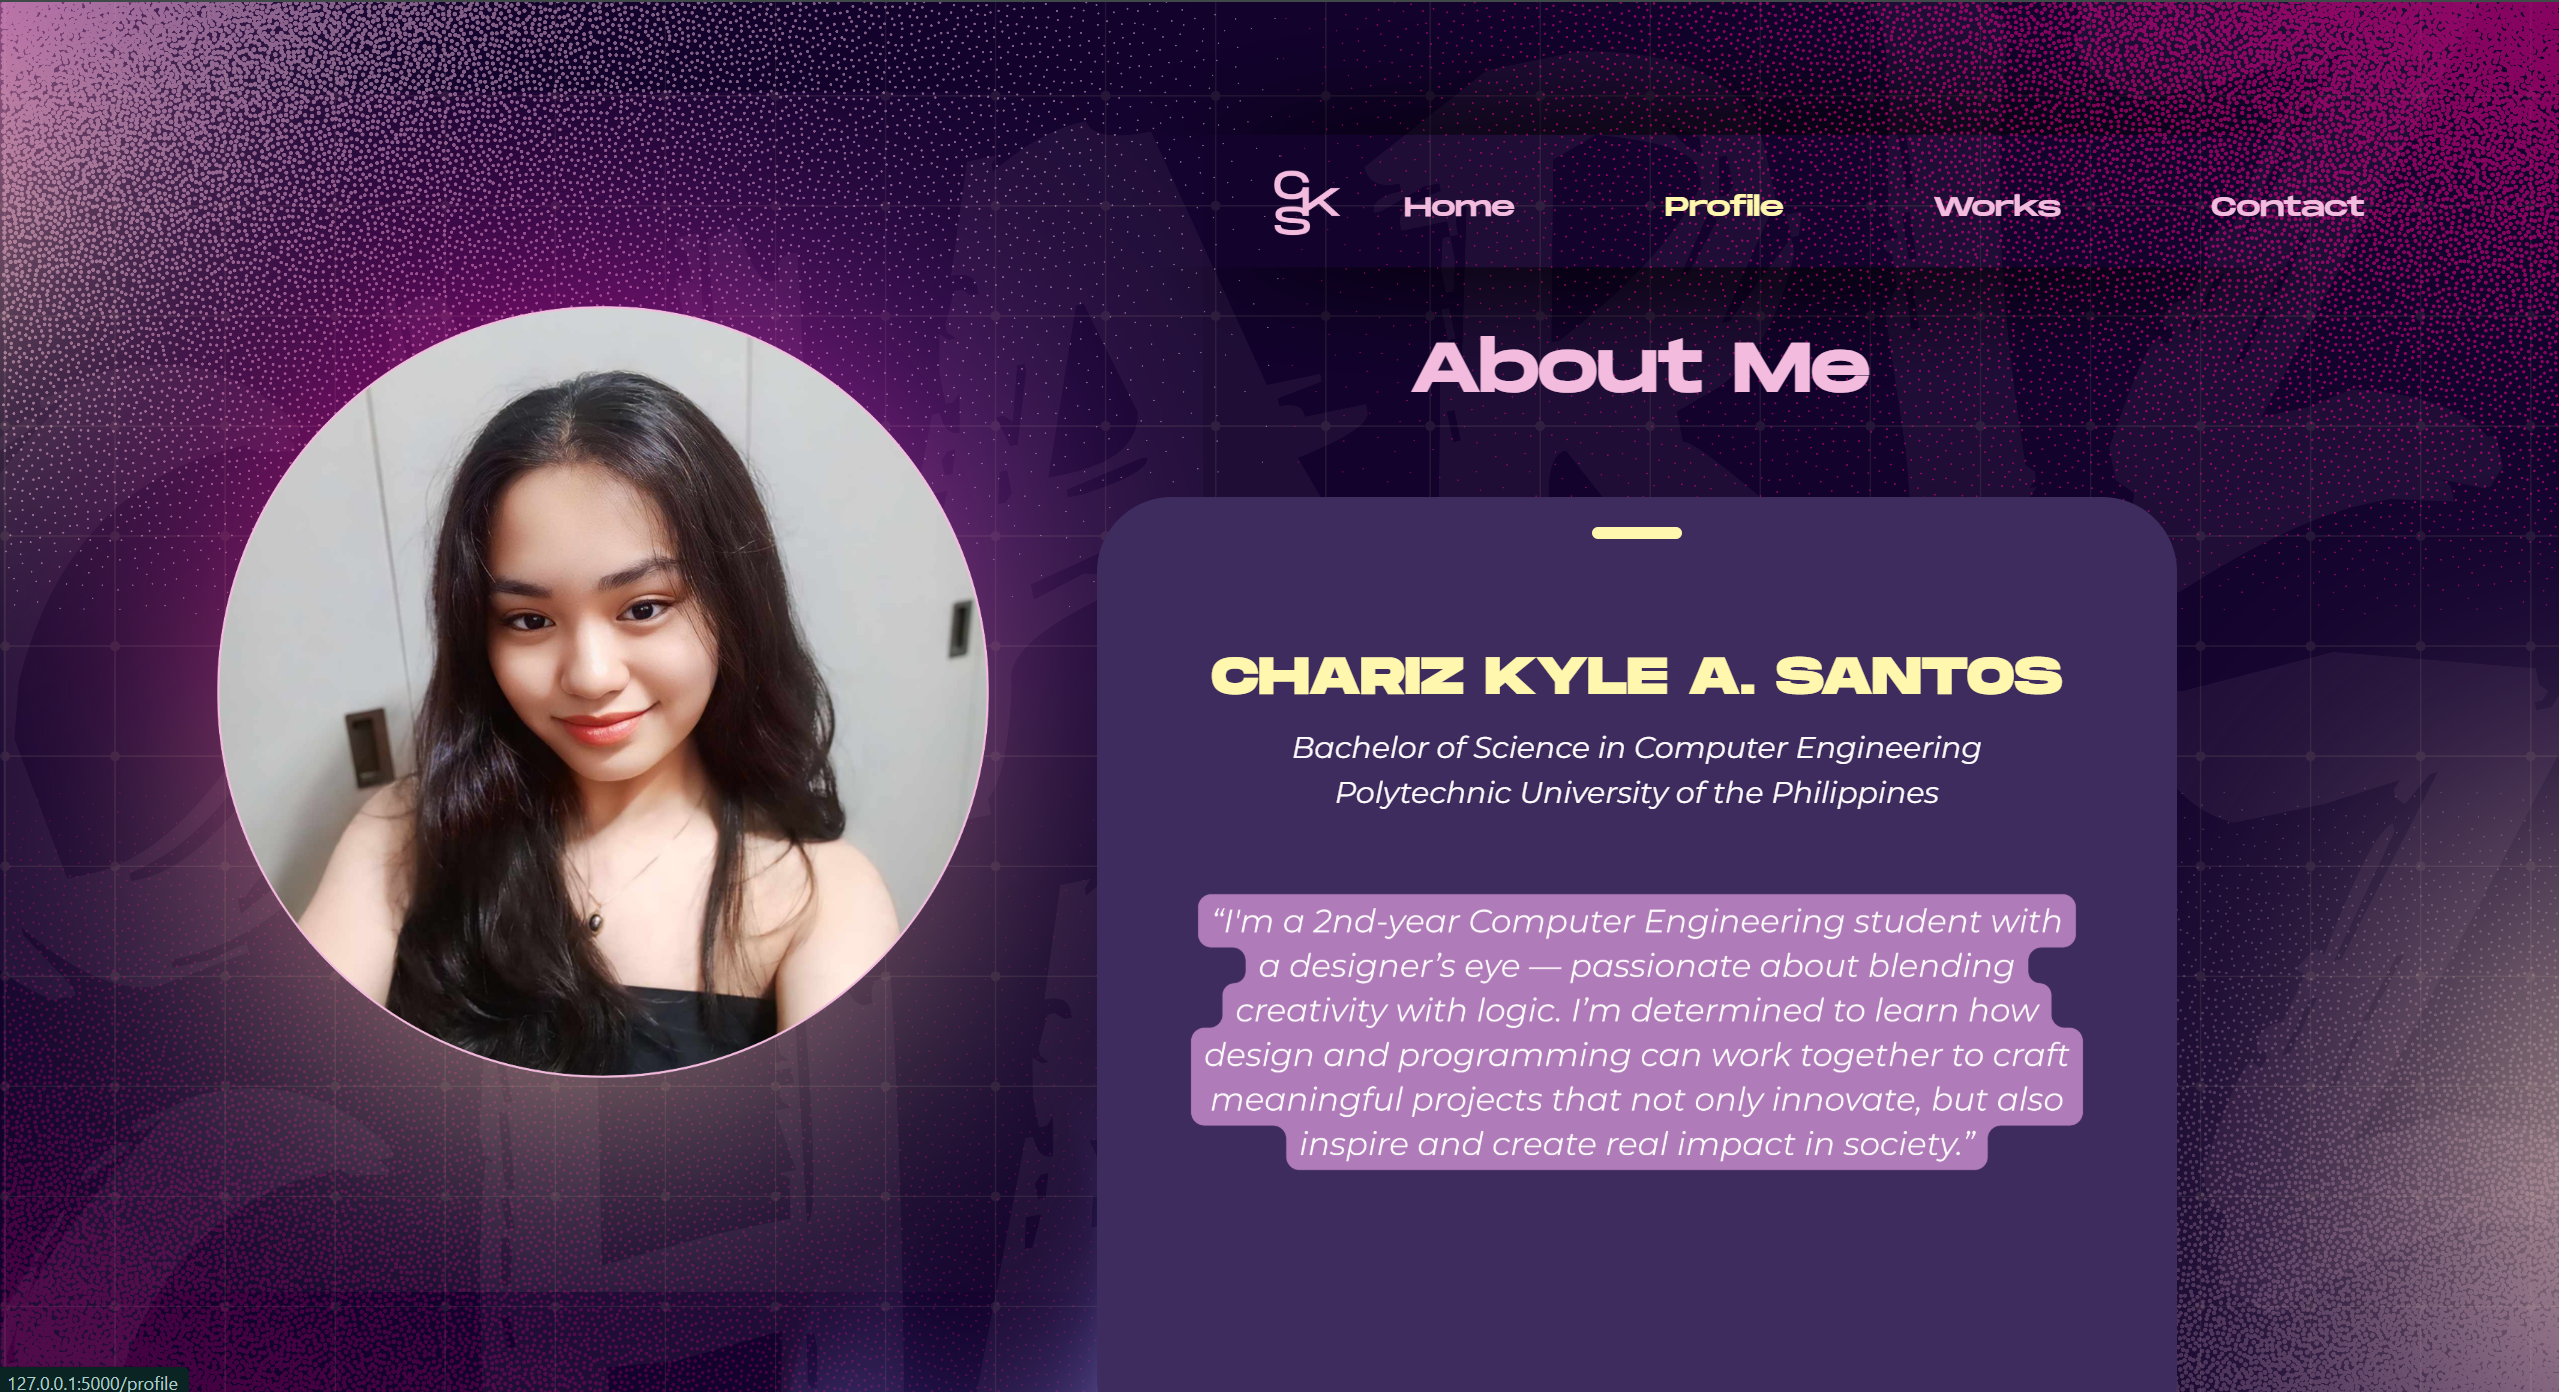 CKS
Home Profile Works Contact
About Me
CHARIZ KYLE A. SANTOS
Bachelor of Science in Computer Engineering
Polytechnic University of the Philippines
“I'm a 2nd-year Computer Engineering student with
a designer’s eye — passionate about blending
creativity with logic. I’m determined to learn how
design and programming can work together to craft
meaningful projects that not only innovate, but also
inspire and create real impact in society.”
127.0.0.1:5000/profile